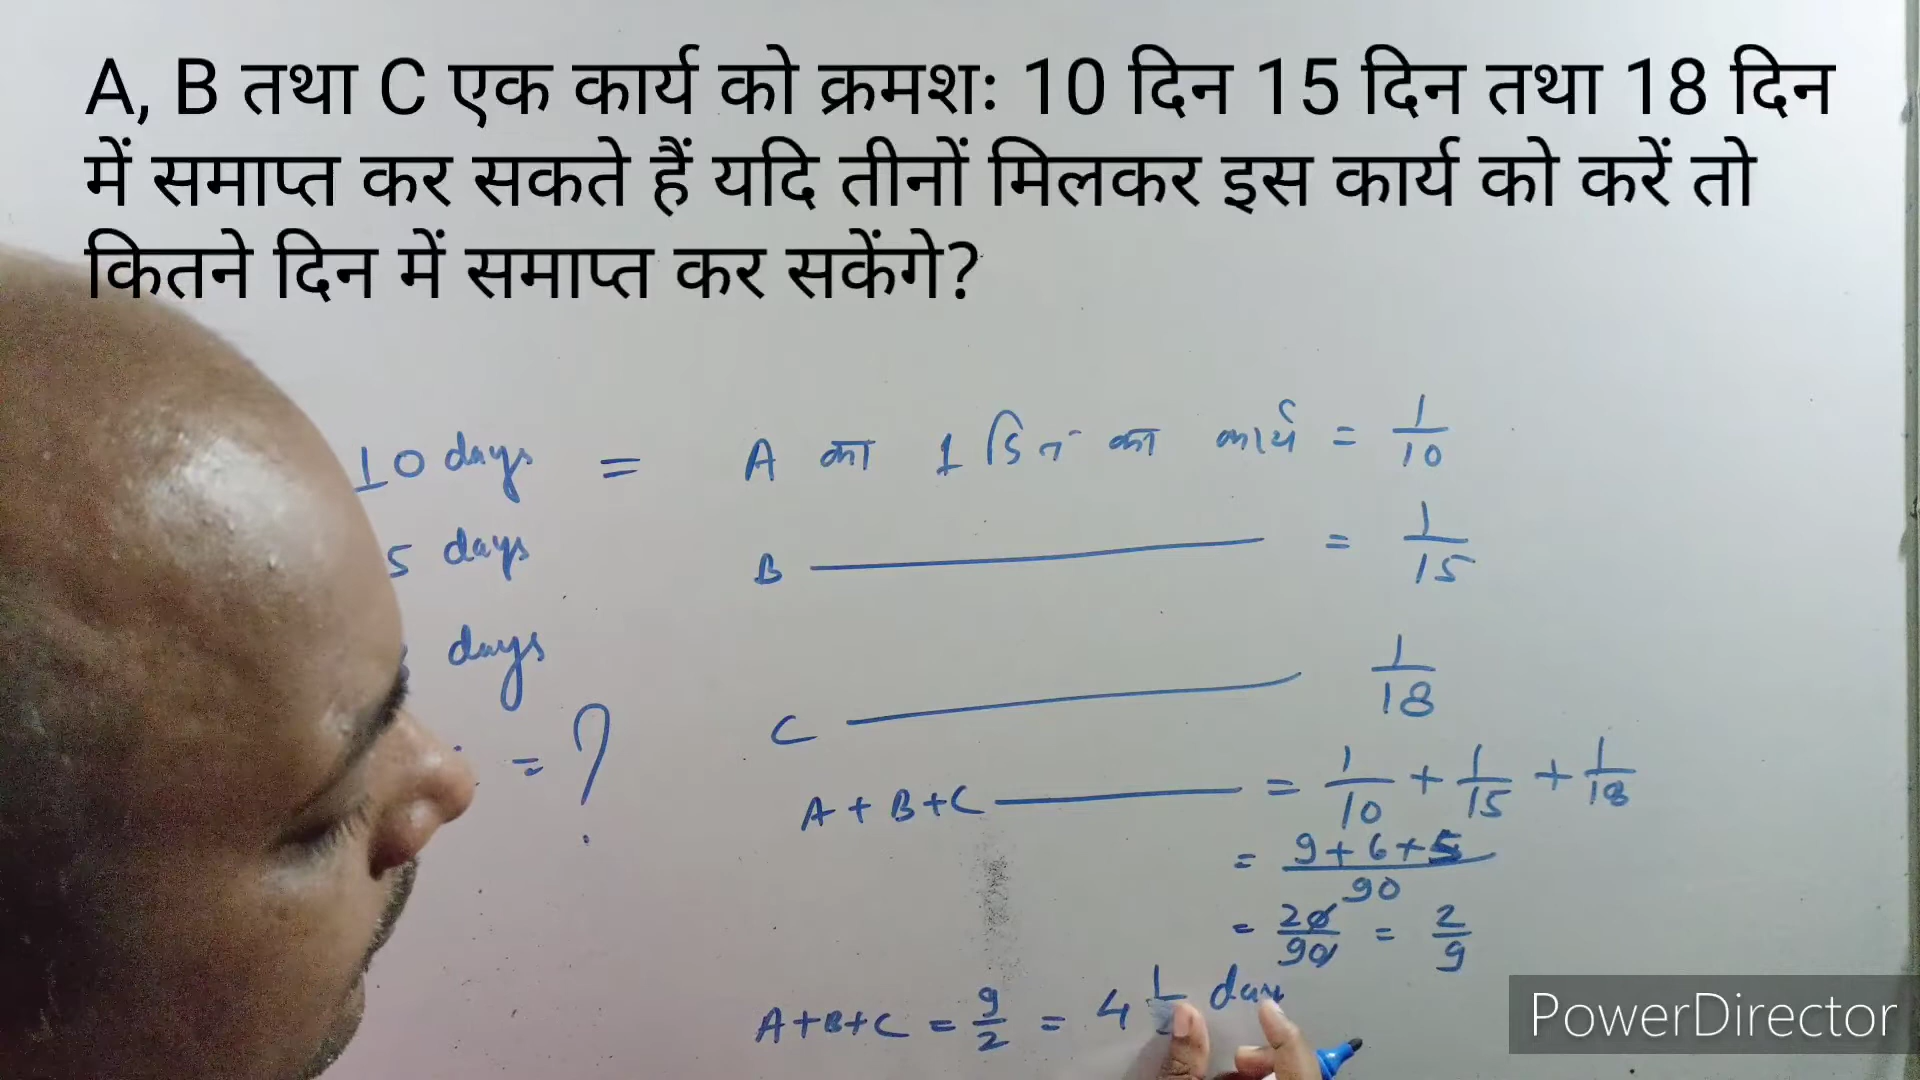 A, B तथा C एक कार्य को क्रमशः 10 दिन 15 दिन तथा 18 दिन
में समाप्त कर सकते हैं यदि तीनों मिलकर इस कार्य को करें तो
कितने दिन में समाप्त कर सकेंगे?
10 days = A का 1 दिन का कार्य = 1/10
5 days B = 1/15
days C 1/18
= ?
A + B + C = 1/10 + 1/15 + 1/18
= 9+6+5/90
= 20/90 = 2/9
A+B+C = 9/2 = 4
PowerDirector